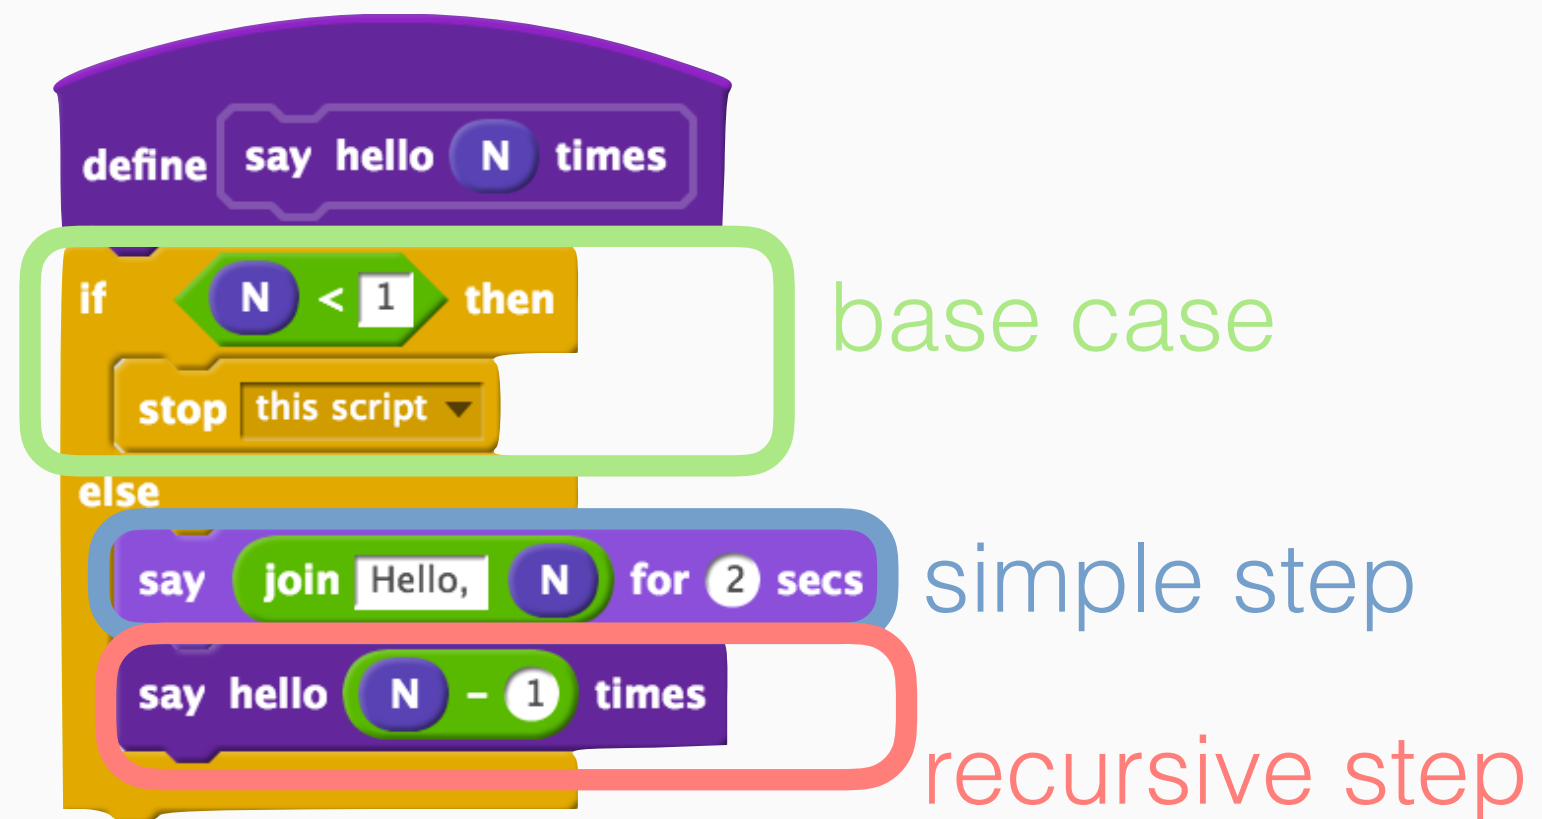 define say hello N times
if N < 1 then
base case
stop this script
else
say join Hello, N for 2 secs
simple step
say hello N - 1 times
recursive step